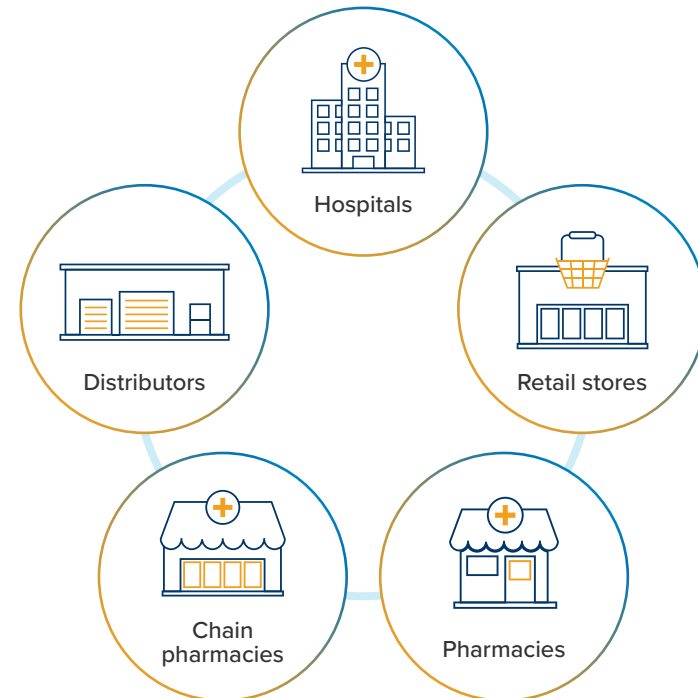 Hospitals
Distributors
Retail stores
Chain
pharmacies
Pharmacies